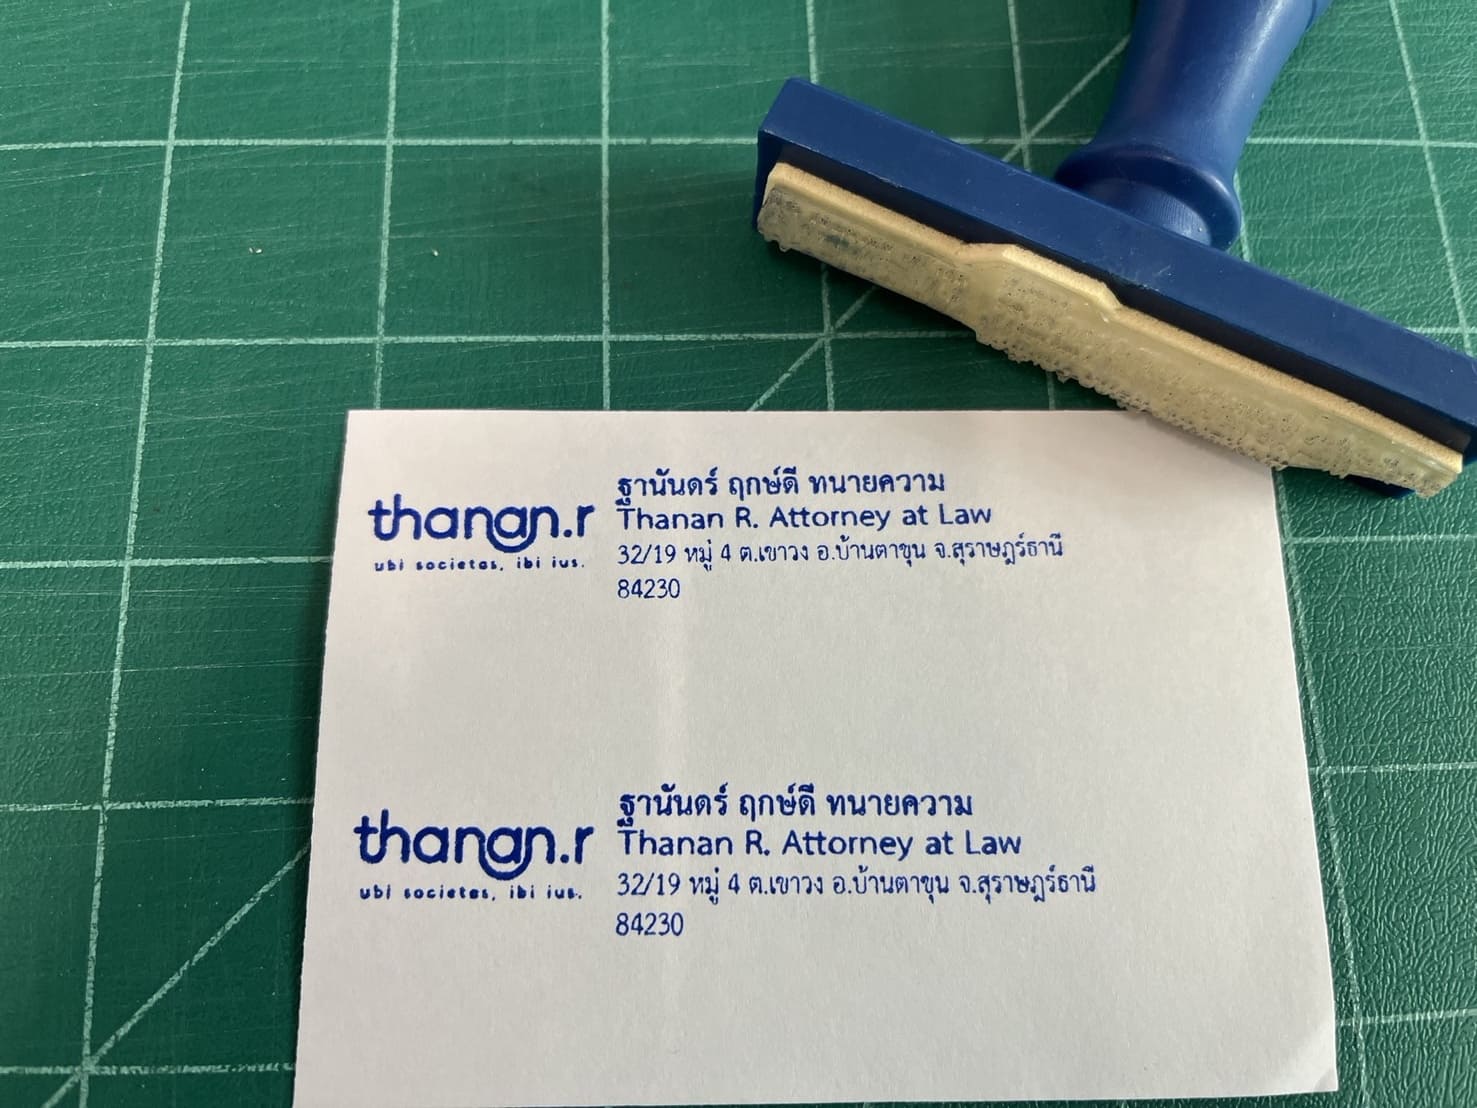 thanan.r
ubi societas, ibi ius.
ฐานันดร์ ฤกษ์ดี ทนายความ
Thanan R. Attorney at Law
32/19 หมู่ 4 ต.เขาวง อ.บ้านตาขุน จ.สุราษฎร์ธานี
84230
thanan.r
ubi societas, ibi ius.
ฐานันดร์ ฤกษ์ดี ทนายความ
Thanan R. Attorney at Law
32/19 หมู่ 4 ต.เขาวง อ.บ้านตาขุน จ.สุราษฎร์ธานี
84230